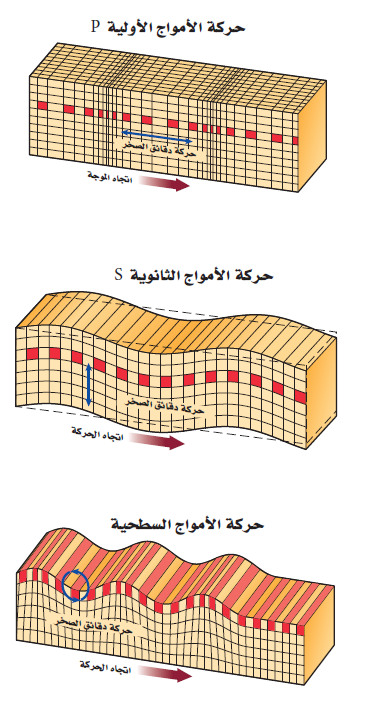 حركة الأمواج الأولية P
حركة دقائق الصخر
اتجاه الموجة
حركة الأمواج الثانوية S
حركة دقائق الصخر
اتجاه الحركة
حركة الأمواج السطحية
حركة دقائق الصخر
اتجاه الحركة